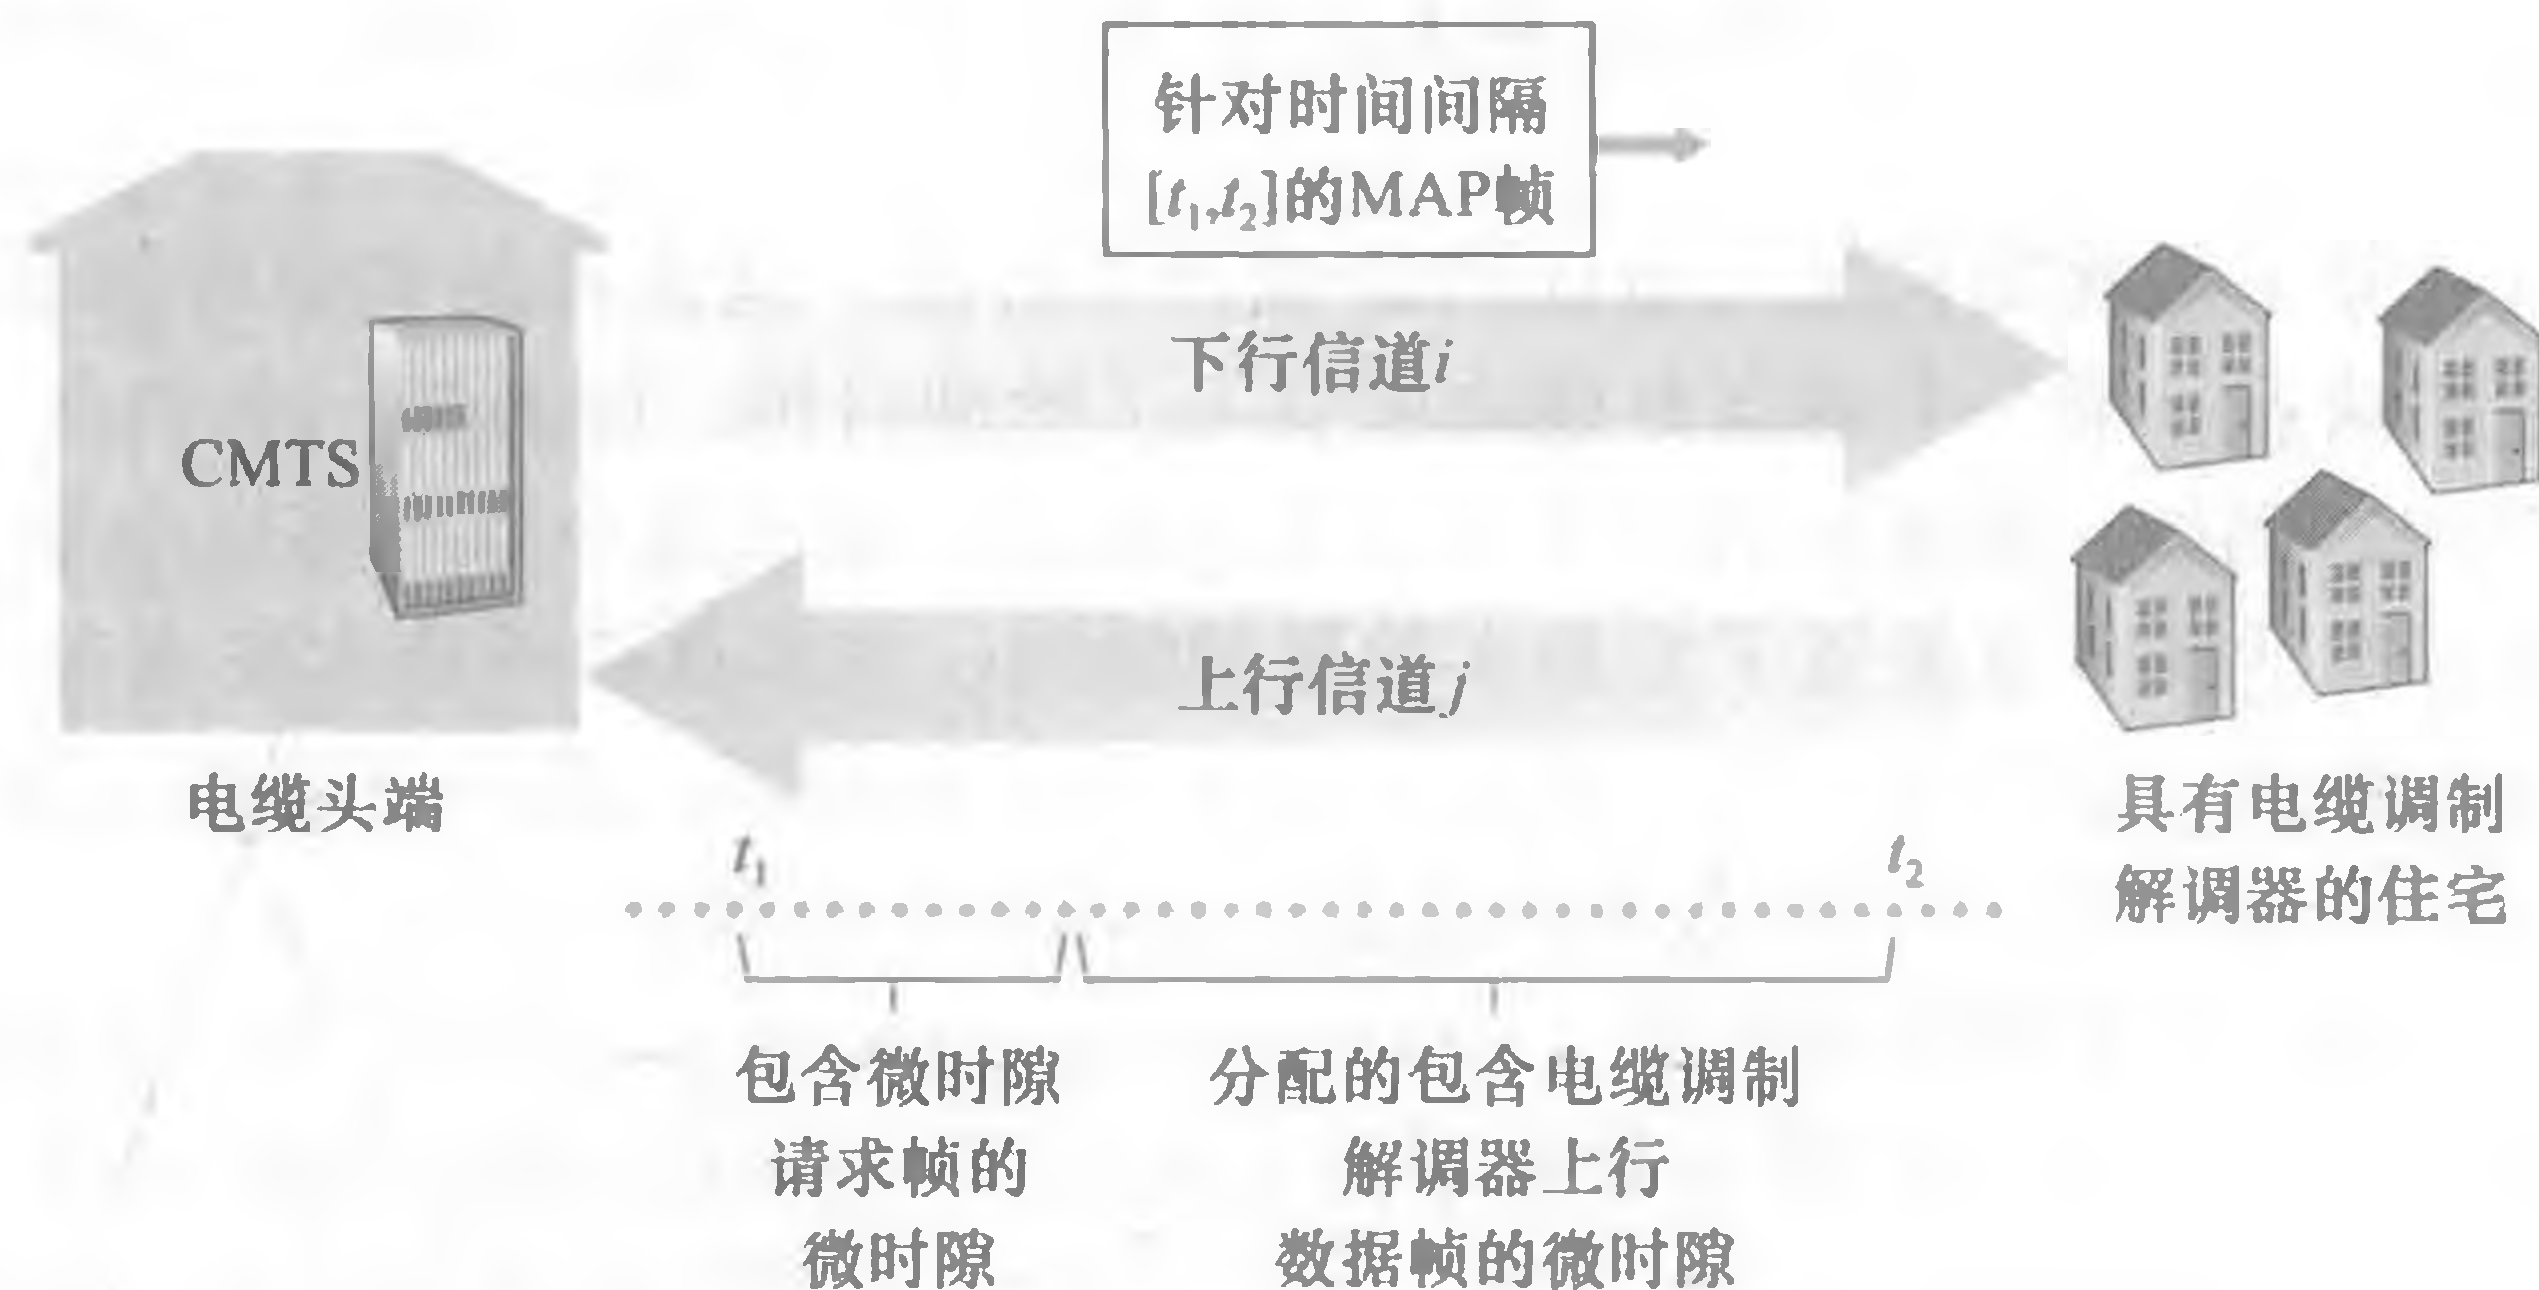 针对时间间隔
[t₁,t₂]的MAP帧
下行信道i
CMTS
上行信道j
电缆头端
具有电缆调制
解调器的住宅
t₁
t₂
包含微时隙
请求帧的
微时隙
分配的包含电缆调制
解调器上行
数据帧的微时隙